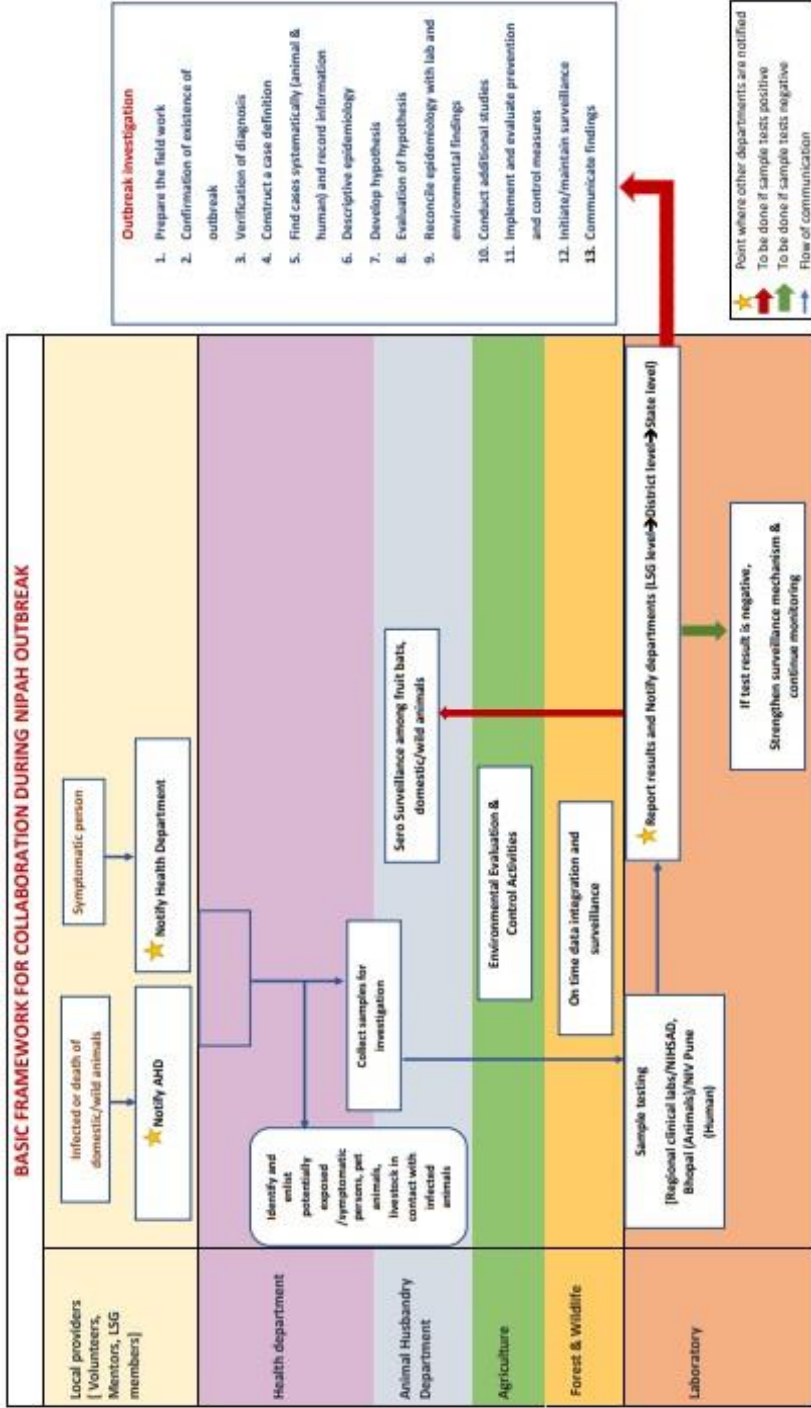 BASIC FRAMEWORK FOR COLLABORATION DURING NIPAH OUTBREAK
Local providers
[ Volunteers,
Mentors, LSG
members]
Infected or death of
domestic/wild animals
Symptomatic person
Notify AHD
Notify Health Department
Health department
Identify and
enlist
potentially
exposed
/symptomatic
persons, pet
animals,
livestock in
contact with
infected
animals
Collect samples for
investigation
Animal Husbandry
Department
Sero Surveillance among fruit bats,
domestic/wild animals
Agriculture
Environmental Evaluation &
Control Activities
Forest & Wildlife
On time data integration and
surveillance
Laboratory
Sample testing
[Regional clinical labs/NIHSAD,
Bhopal (Animals)/NIV Pune
(Human)
Report results and Notify departments (LSG level➔District level➔State level)
If test result is negative,
Strengthen surveillance mechanism &
continue monitoring
Outbreak investigation
1. Prepare the field work
2. Confirmation of existence of
outbreak
3. Verification of diagnosis
4. Construct a case definition
5. Find cases systematically (animal &
human) and record information
6. Descriptive epidemiology
7. Develop hypothesis
8. Evaluation of hypothesis
9. Reconcile epidemiology with lab and
environmental findings
10. Conduct additional studies
11. Implement and evaluate prevention
and control measures
12. Initiate/maintain surveillance
13. Communicate findings
Point where other departments are notified
To be done if sample tests positive
To be done if sample tests negative
Flow of communication